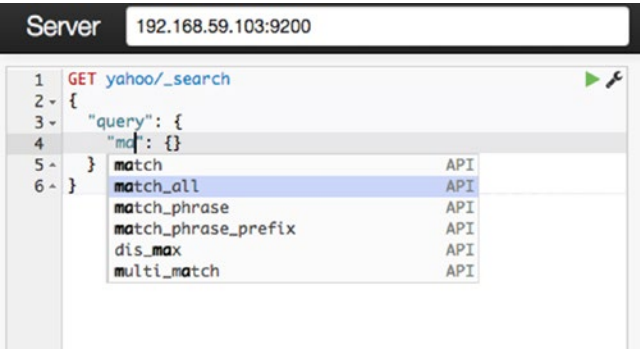 Server 192.168.59.103:9200
1 GET yahoo/_search
2 {
3 "query": {
4 "ma": {}
5 }
6 }
match API
match_all API
match_phrase API
match_phrase_prefix API
dis_max API
multi_match API